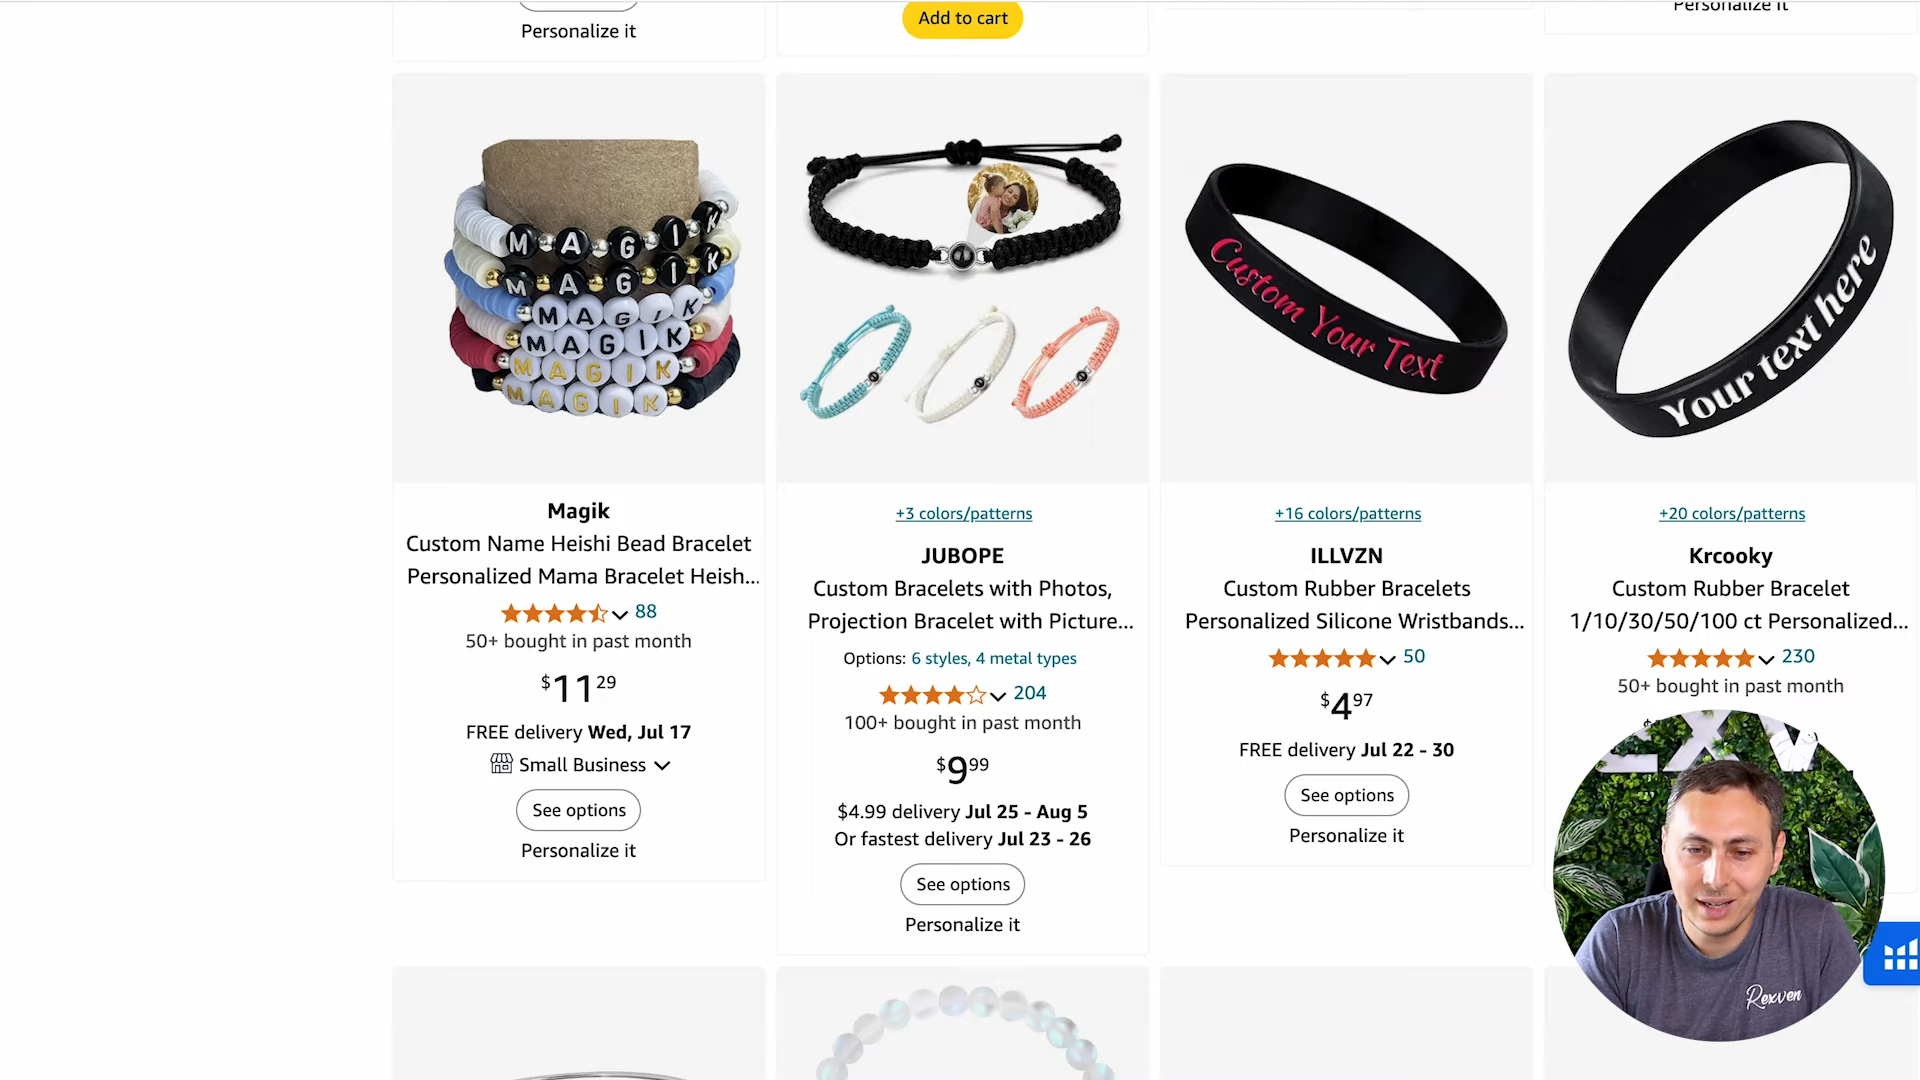 Personalize it
Add to cart
Personalize it
MAGIK
MAGIK
MAGIK
MAGIK
MAGIK
MAGIK
Custom Your Text
Your text here
Magik
Custom Name Heishi Bead Bracelet
Personalized Mama Bracelet Heish...
88
50+ bought in past month
$11 29
FREE delivery Wed, Jul 17
Small Business
See options
Personalize it
+3 colors/patterns
JUBOPE
Custom Bracelets with Photos,
Projection Bracelet with Picture...
Options: 6 styles, 4 metal types
204
100+ bought in past month
$9 99
$4.99 delivery Jul 25 - Aug 5
Or fastest delivery Jul 23 - 26
See options
Personalize it
+16 colors/patterns
ILLVZN
Custom Rubber Bracelets
Personalized Silicone Wristbands...
50
$4 97
FREE delivery Jul 22 - 30
See options
Personalize it
+20 colors/patterns
Krcooky
Custom Rubber Bracelet
1/10/30/50/100 ct Personalized...
230
50+ bought in past month
Rexven